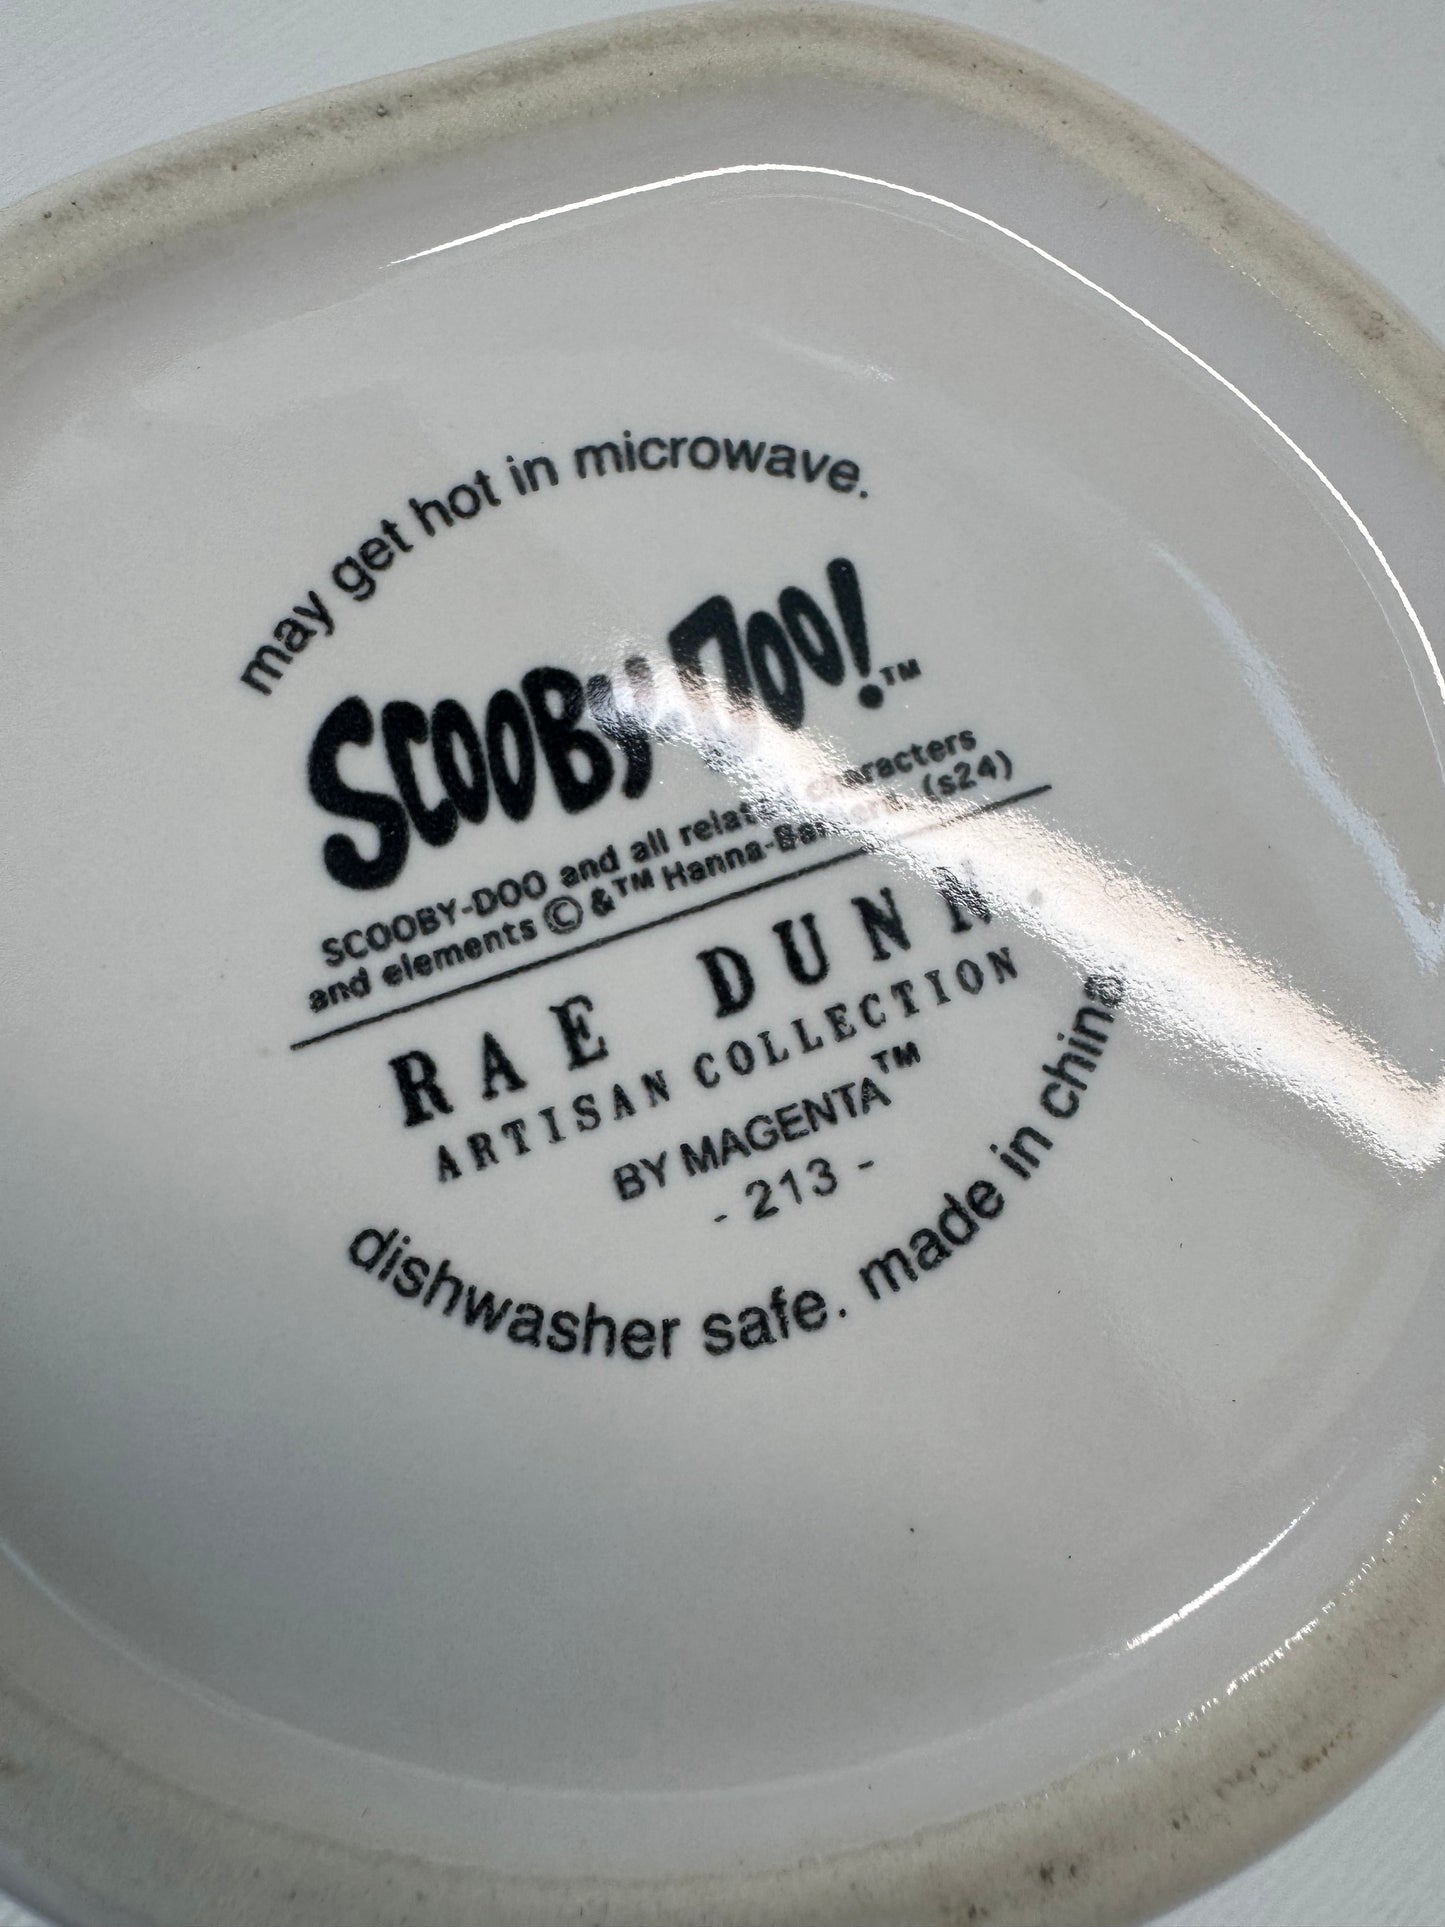 may get hot in microwave.
SCOOBY-DOO!™
SCOOBY-DOO and all related characters
and elements © &™ Hanna-Barbera. (s24)
RAE DUNN
ARTISAN COLLECTION
BY MAGENTA™
- 213 -
dishwasher safe. made in china